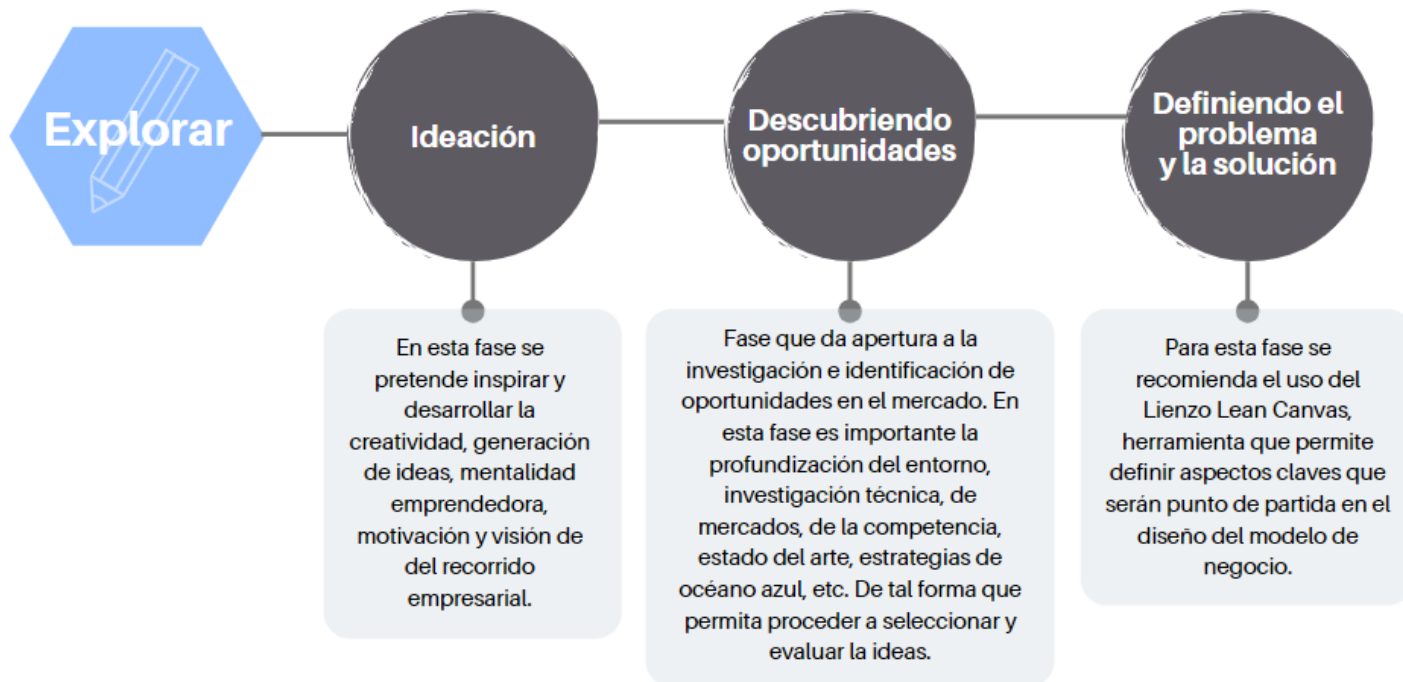 Explorar
Ideación
Descubriendo
oportunidades
Definiendo el
problema
y la solución
En esta fase se
pretende inspirar y
desarrollar la
creatividad, generación
de ideas, mentalidad
emprendedora,
motivación y visión de
del recorrido
empresarial.
Fase que da apertura a la
investigación e identificación de
oportunidades en el mercado. En
esta fase es importante la
profundización del entorno,
investigación técnica, de
mercados, de la competencia,
estado del arte, estrategias de
océano azul, etc. De tal forma que
permita proceder a seleccionar y
evaluar la ideas.
Para esta fase se
recomienda el uso del
Lienzo Lean Canvas,
herramienta que permite
definir aspectos claves que
serán punto de partida en el
diseño del modelo de
negocio.